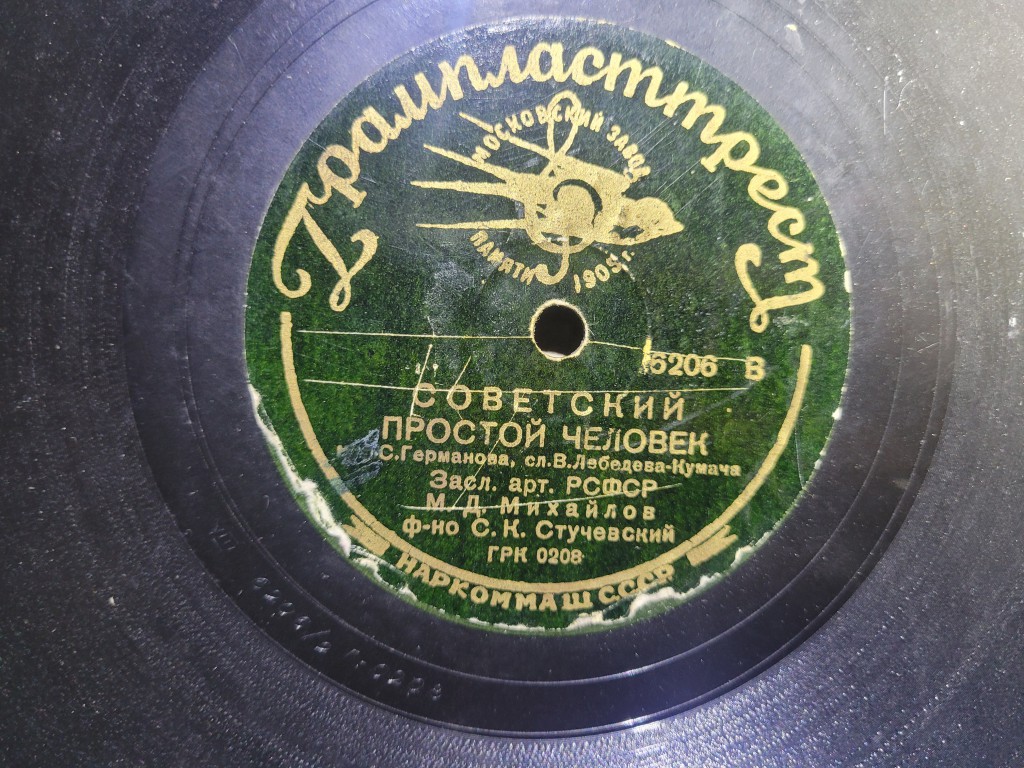 Грампласттрест
МОСКОВСКИЙ ЗАВОД
ПАМЯТИ 1905 г.
6206 В
СОВЕТСКИЙ
ПРОСТОЙ ЧЕЛОВЕК
С. Германова, сл. В. Лебедева-Кумача
Засл. арт. РСФСР
М. Д. Михайлов
ф-но С. К. Стучевский
ГРК 0208
НАРКОММАШ СССР